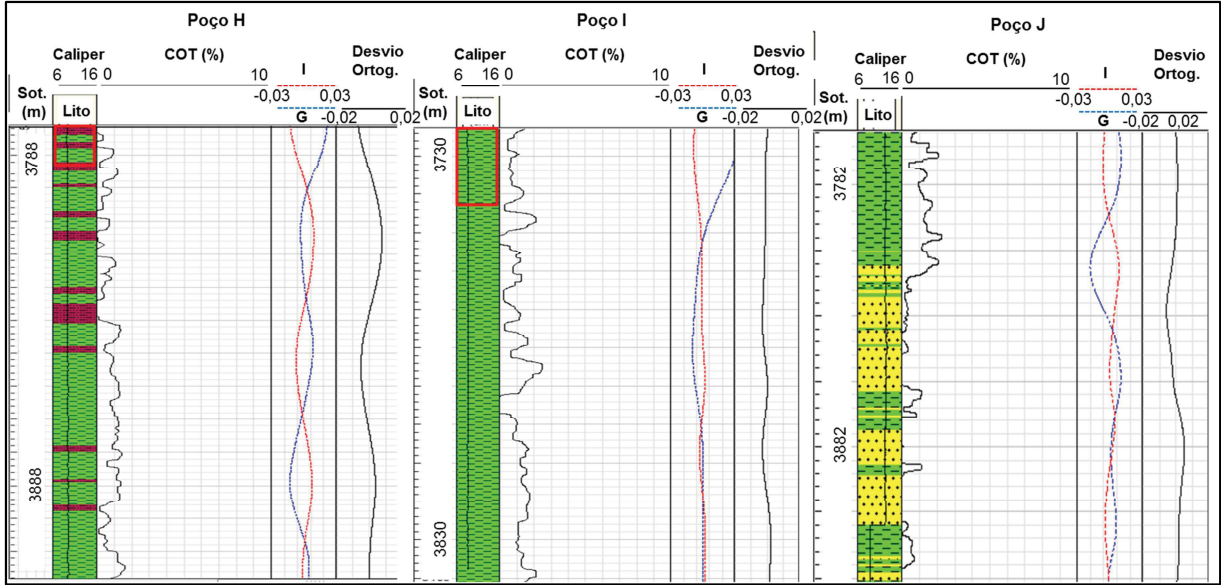 Poço H
Caliper
6 16
COT (%)
0 10
I
-0,03 0,03
G
Desvio
Ortog.
-0,02 0,02
Sot.
(m)
Lito
3788
3888
Poço I
Caliper
6 16
COT (%)
0 10
I
-0,03 0,03
G
Desvio
Ortog.
-0,02 0,02
Sot.
(m)
Lito
3730
3830
Poço J
Caliper
6 16
COT (%)
0 10
I
-0,03 0,03
G
Desvio
Ortog.
-0,02 0,02
Sot.
(m)
Lito
3782
3882